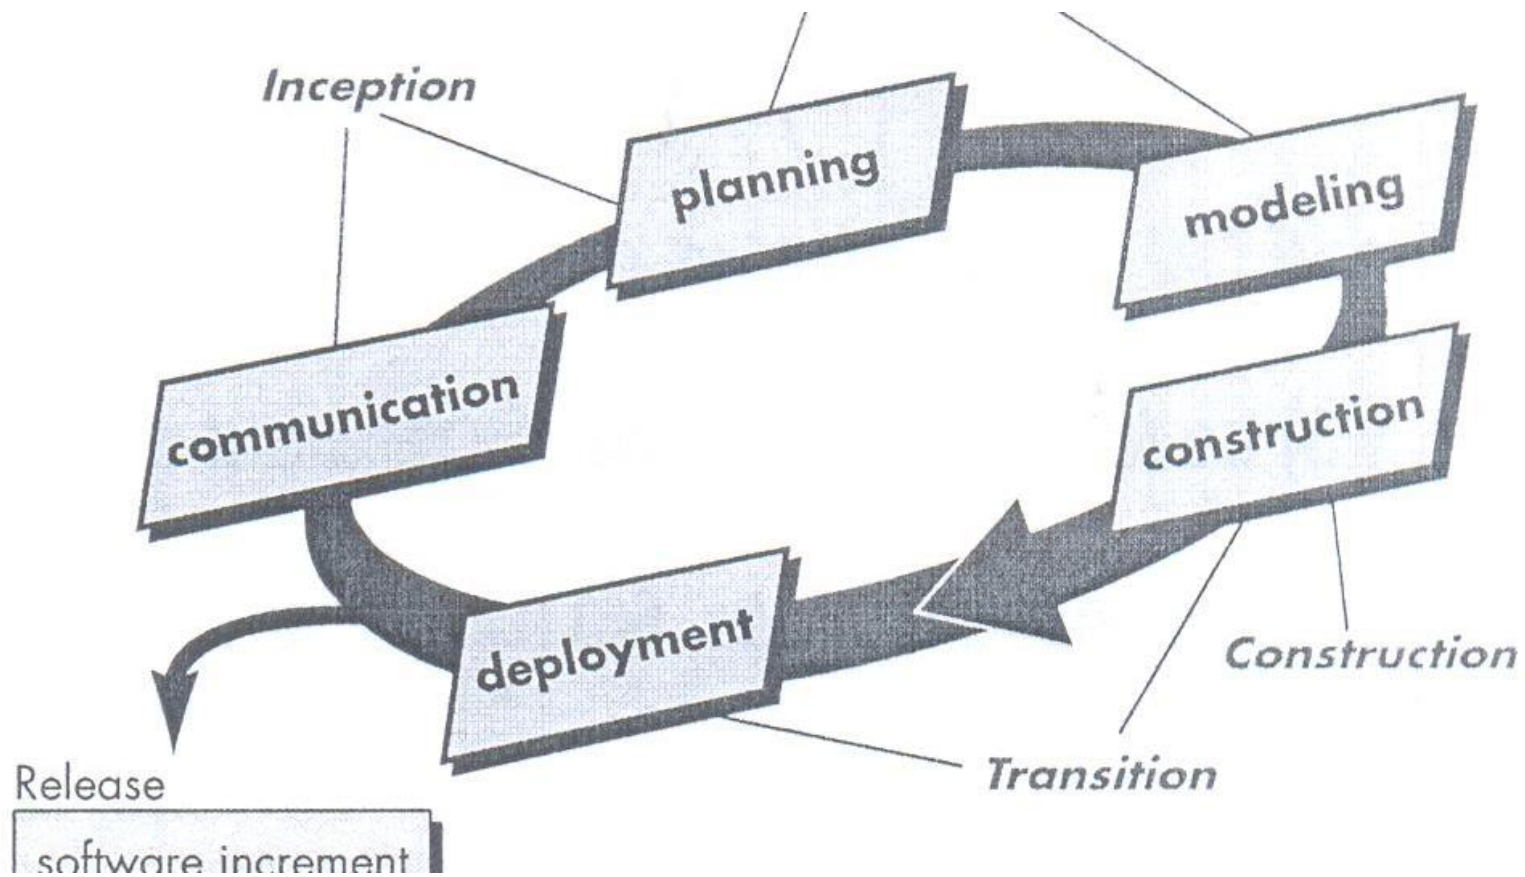 Inception
planning
modeling
communication
construction
deployment
Construction
Transition
Release
software increment